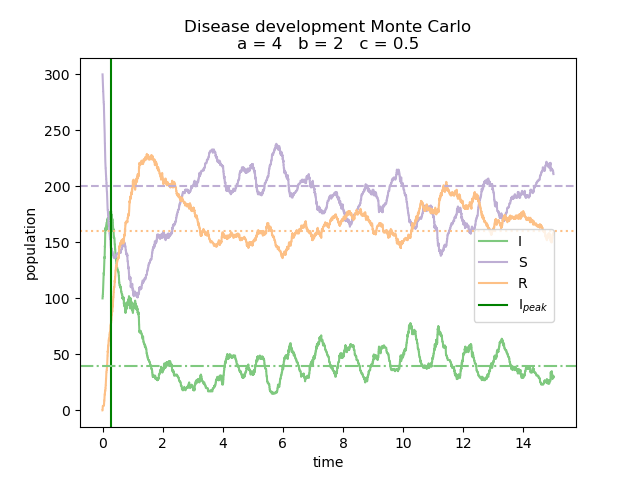 Disease development Monte Carlo
a = 4   b = 2   c = 0.5
300
250
200
150
100
50
0
population
I
S
R
I_peak
0 2 4 6 8 10 12 14
time